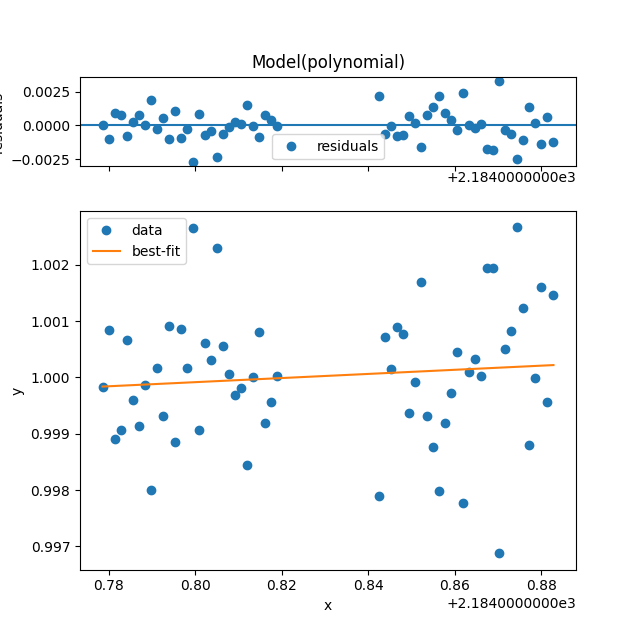 Model(polynomial)
0.0025
0.0000
−0.0025
residuals
+2.1840000000e3
data
best-fit
1.002
1.001
1.000
0.999
0.998
0.997
y
0.78 0.80 0.82 0.84 0.86 0.88
x
+2.1840000000e3